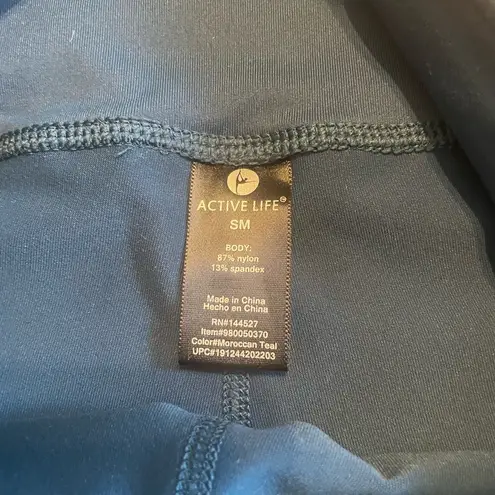 ACTIVE LIFE
SM
BODY:
87% nylon
13% spandex
Made in China
Hecho en China
RN#144527
Item#980050370
Color#Moroccan Teal
UPC#191244202203